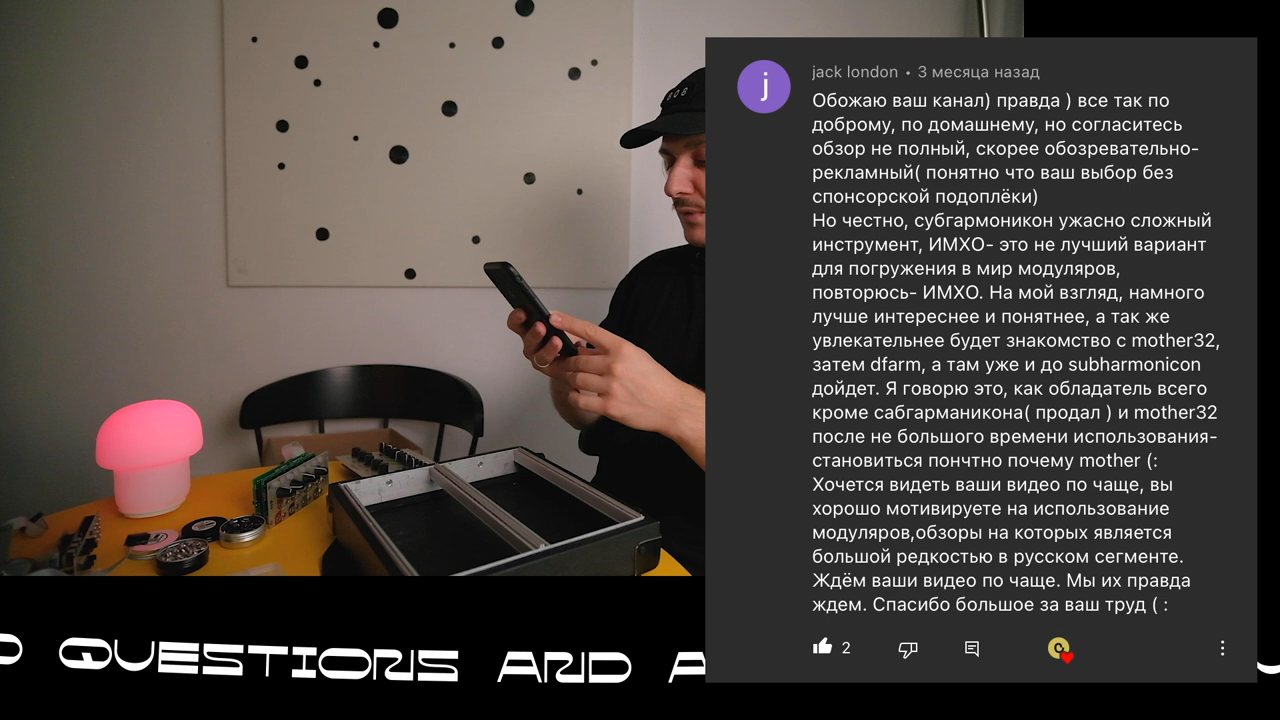 808
jack london • 3 месяца назад
j
Обожаю ваш канал) правда ) все так по
доброму, по домашнему, но согласитесь
обзор не полный, скорее обозревательно-
рекламный( понятно что ваш выбор без
спонсорской подоплёки)
Но честно, субгармоникон ужасно сложный
инструмент, ИМХО- это не лучший вариант
для погружения в мир модуляров,
повторюсь- ИМХО. На мой взгляд, намного
лучше интереснее и понятнее, а так же
увлекательнее будет знакомство с mother32,
затем dfarm, а там уже и до subharmonicon
дойдет. Я говорю это, как обладатель всего
кроме сабгарманикона( продал ) и mother32
после не большого времени использования-
становиться пончтно почему mother (:
Хочется видеть ваши видео по чаще, вы
хорошо мотивируете на использование
модуляров,обзоры на которых является
большой редкостью в русском сегменте.
Ждём ваши видео по чаще. Мы их правда
ждем. Спасибо большое за ваш труд ( :
2
D QUESTIONS AND A